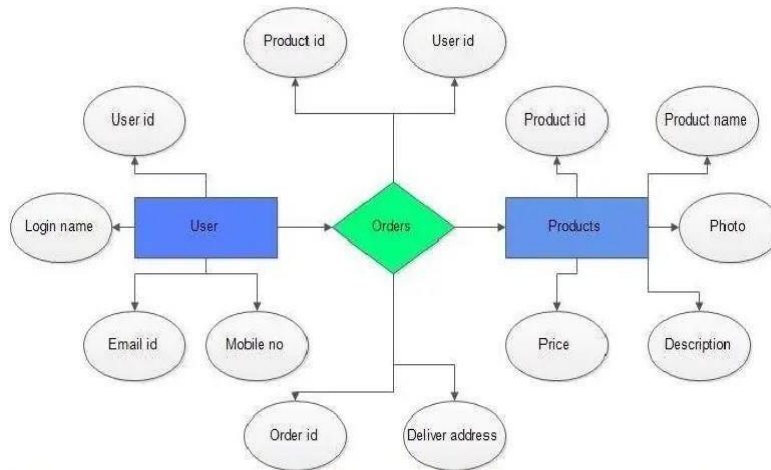 Product id
User id
User id
Product id
Product name
Login name
User
Orders
Products
Photo
Email id
Mobile no
Price
Description
Order id
Deliver address